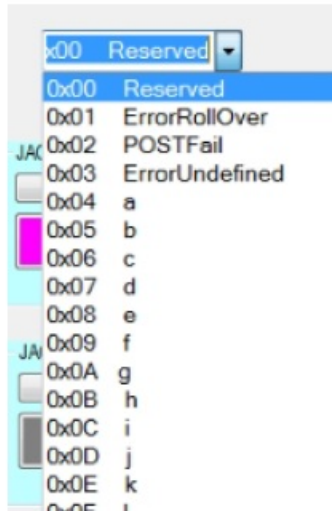 x00 Reserved
0x00 Reserved
0x01 ErrorRollOver
0x02 POSTFail
0x03 ErrorUndefined
0x04 a
0x05 b
0x06 c
0x07 d
0x08 e
0x09 f
0x0A g
0x0B h
0x0C i
0x0D j
0x0E k